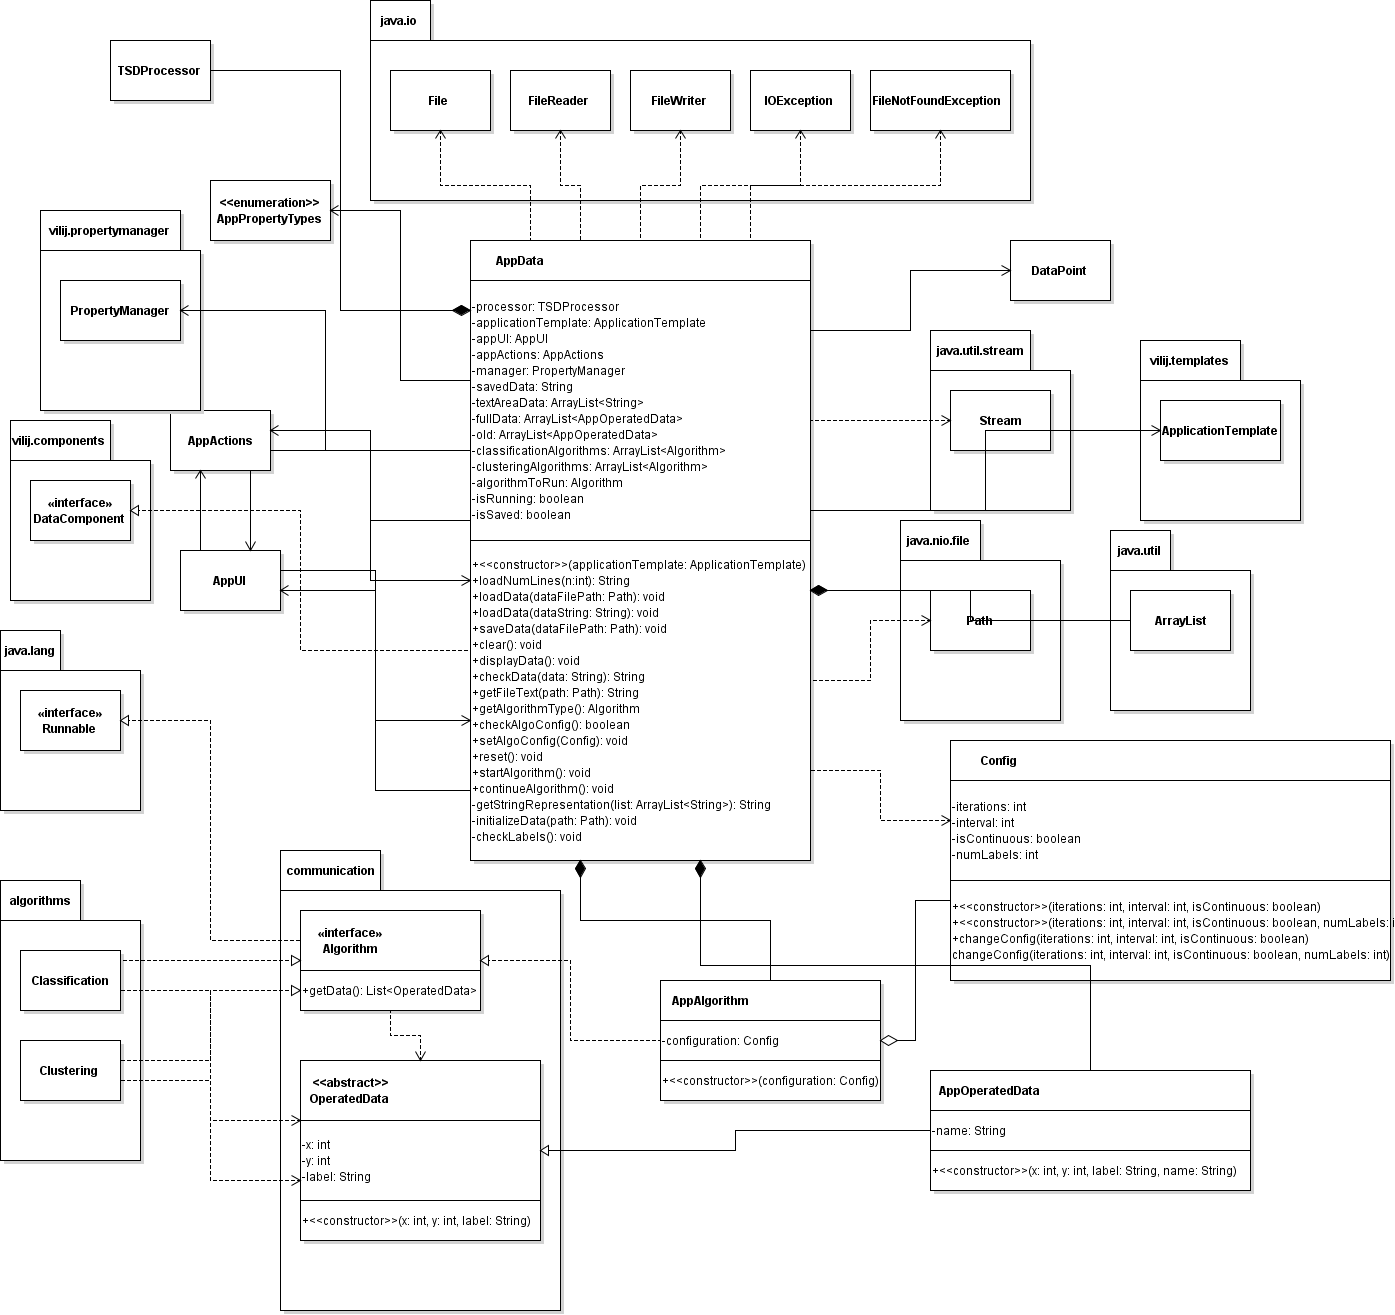 java.io
TSDProcessor
File
FileReader
FileWriter
IOException
FileNotFoundException
<<enumeration>>
AppPropertyTypes
vilij.propertymanager
PropertyManager
AppData
-processor: TSDProcessor
-applicationTemplate: ApplicationTemplate
-appUI: AppUI
-appActions: AppActions
-manager: PropertyManager
-savedData: String
-textAreaData: ArrayList<String>
-fullData: ArrayList<AppOperatedData>
-old: ArrayList<AppOperatedData>
-classificationAlgorithms: ArrayList<Algorithm>
-clusteringAlgorithms: ArrayList<Algorithm>
-algorithmToRun: Algorithm
-isRunning: boolean
-isSaved: boolean
+<<constructor>>(applicationTemplate: ApplicationTemplate)
+loadNumLines(n:int): String
+loadData(dataFilePath: Path): void
+loadData(dataString: String): void
+saveData(dataFilePath: Path): void
+clear(): void
+displayData(): void
+checkData(data: String): String
+getFileText(path: Path): String
+getAlgorithmType(): Algorithm
+checkAlgoConfig(): boolean
+setAlgoConfig(Config): void
+reset(): void
+startAlgorithm(): void
+continueAlgorithm(): void
-getStringRepresentation(list: ArrayList<String>): String
-initializeData(path: Path): void
-checkLabels(): void
DataPoint
java.util.stream
Stream
vilij.templates
ApplicationTemplate
AppActions
vilij.components
«interface»
DataComponent
AppUI
java.nio.file
Path
java.util
ArrayList
java.lang
«interface»
Runnable
Config
-iterations: int
-interval: int
-isContinuous: boolean
-numLabels: int
+<<constructor>>(iterations: int, interval: int, isContinuous: boolean)
+<<constructor>>(iterations: int, interval: int, isContinuous: boolean, numLabels: i
+changeConfig(iterations: int, interval: int, isContinuous: boolean)
changeConfig(iterations: int, interval: int, isContinuous: boolean, numLabels: int)
algorithms
Classification
Clustering
communication
«interface»
Algorithm
+getData(): List<OperatedData>
<<abstract>>
OperatedData
-x: int
-y: int
-label: String
+<<constructor>>(x: int, y: int, label: String)
AppAlgorithm
-configuration: Config
+<<constructor>>(configuration: Config)
AppOperatedData
-name: String
+<<constructor>>(x: int, y: int, label: String, name: String)